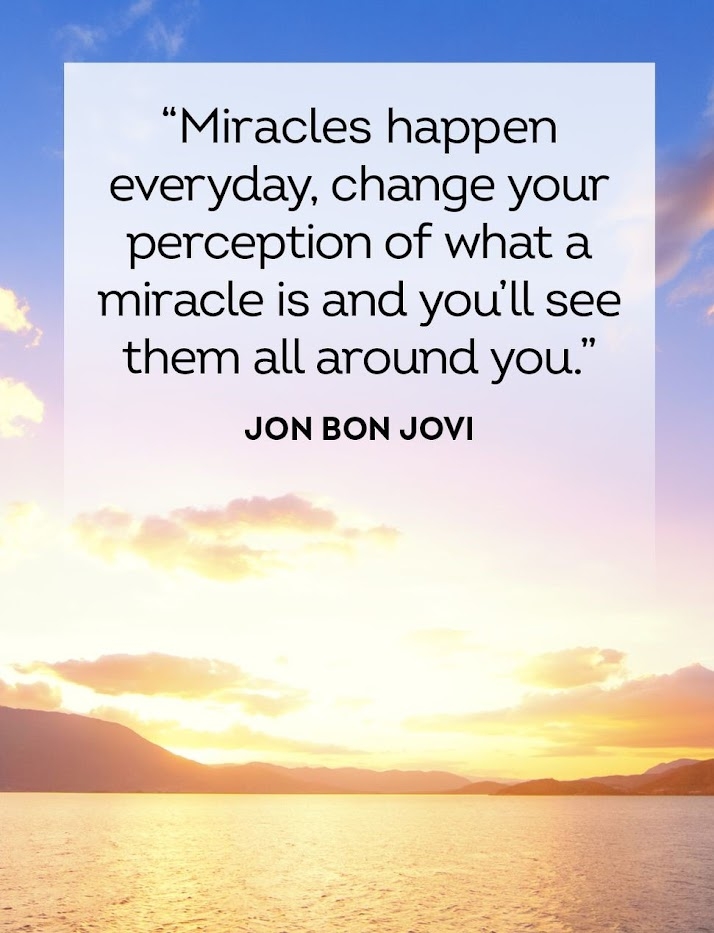 “Miracles happen
everyday, change your
perception of what a
miracle is and you’ll see
them all around you.”
JON BON JOVI